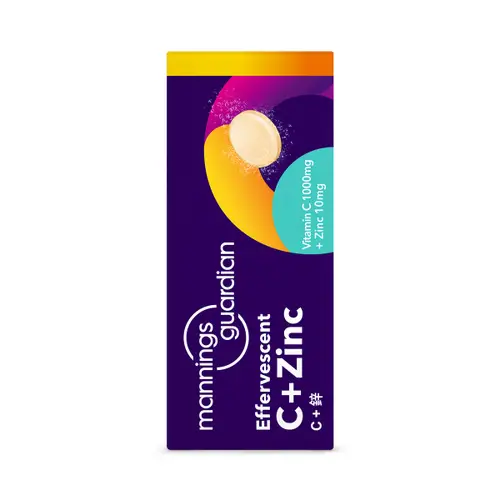 mannings
guardian
Effervescent
C+Zinc
C+鋅
Vitamin C 1000mg
+ Zinc 10mg